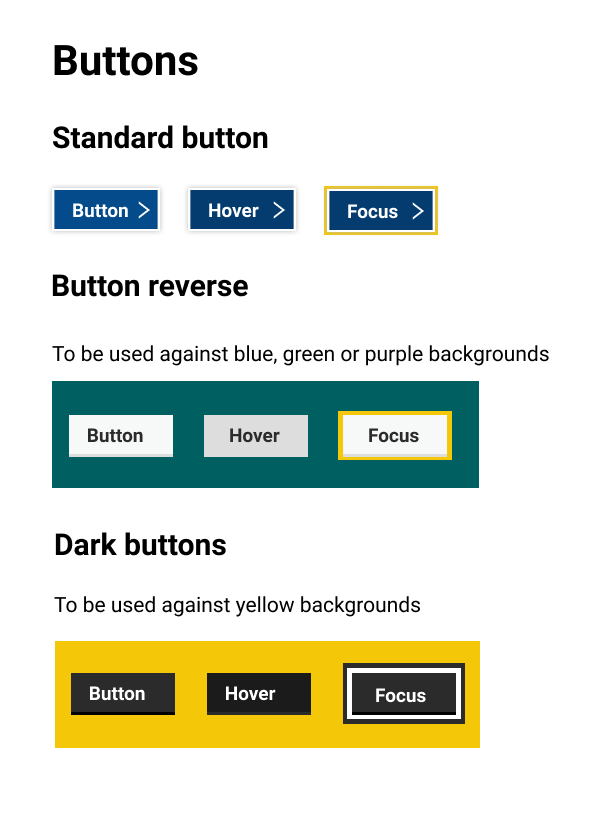 Buttons
Standard button
Button Hover Focus
Button reverse
To be used against blue, green or purple backgrounds
Button Hover Focus
Dark buttons
To be used against yellow backgrounds
Button Hover Focus